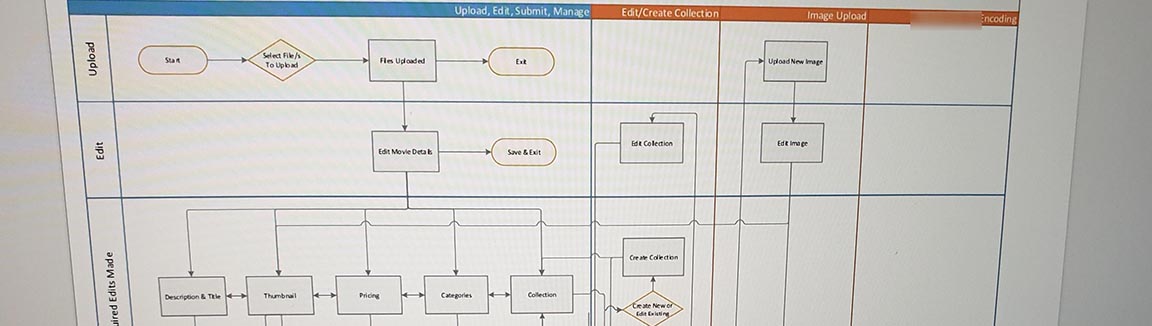 Upload, Edit, Submit, Manage
Edit/Create Collection
Image Upload
Encoding
Upload
Start
Select File/s
To Upload
Files Uploaded
Exit
Upload New Image
Edit
Edit Movie Details
Save & Exit
Edit Collection
Edit Image
Edits Made
Create Collection
Description & Title
Thumbnail
Pricing
Categories
Collection
Create New or
Edit Existing